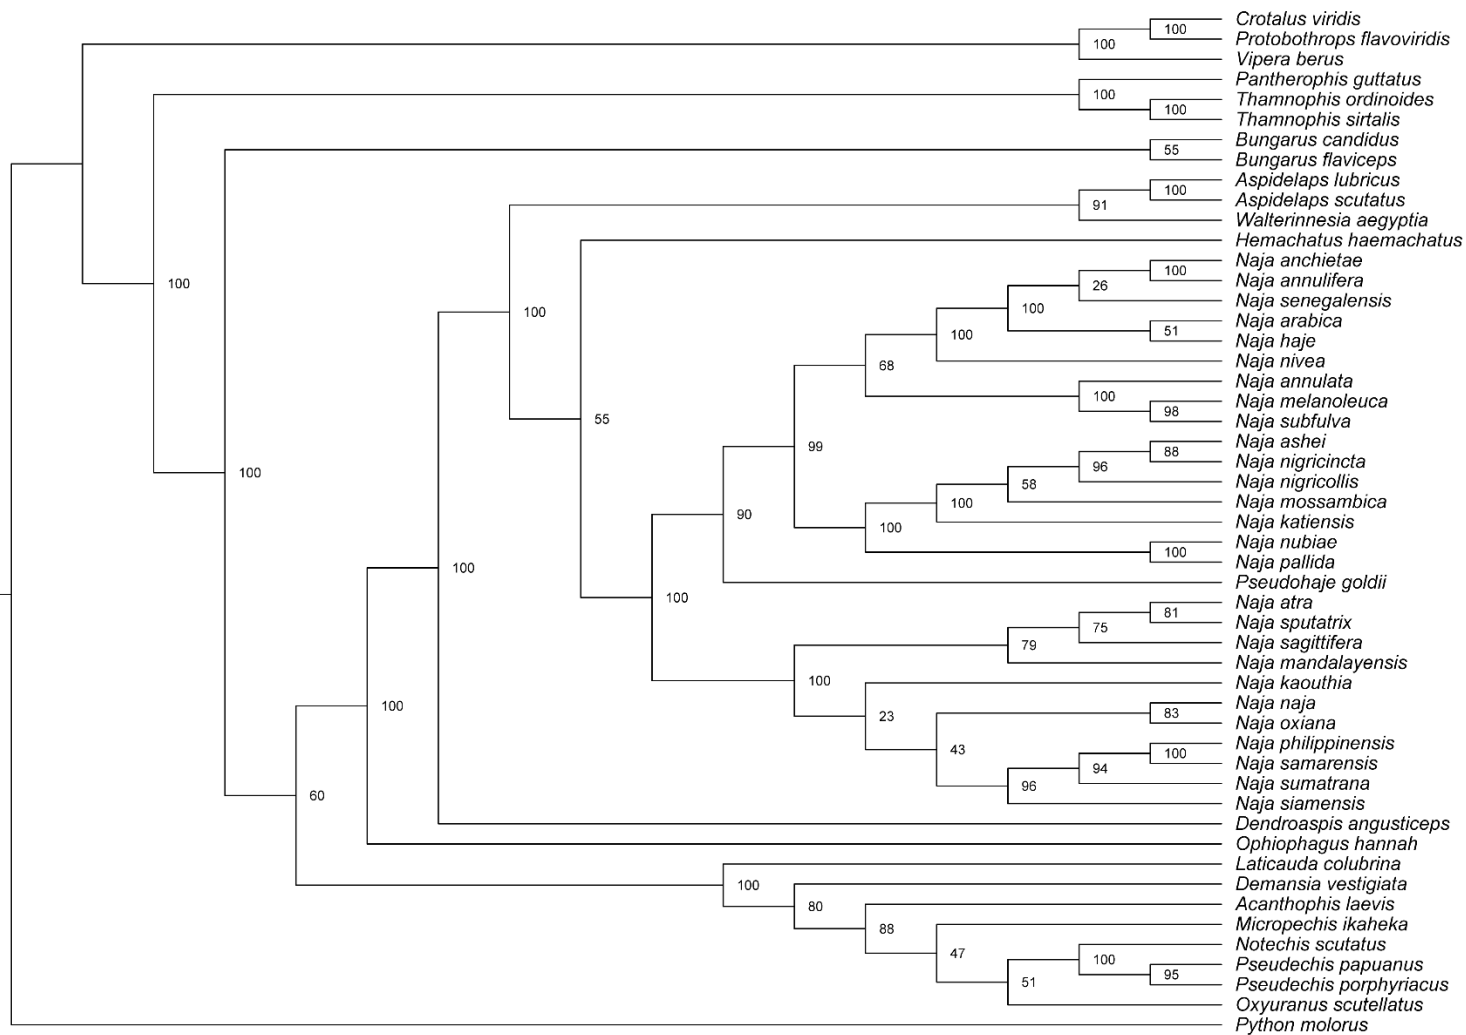 Crotalus viridis
100
Protobothrops flavoviridis
100
Vipera berus
Pantherophis guttatus
100
Thamnophis ordinoides
100
Thamnophis sirtalis
Bungarus candidus
55
Bungarus flaviceps
Aspidelaps lubricus
100
Aspidelaps scutatus
91
Walterinnesia aegyptia
Hemachatus haemachatus
Naja anchietae
100
Naja annulifera
26
100
Naja senegalensis
100
Naja arabica
51
100
Naja haje
100
Naja nivea
68
Naja annulata
100
Naja melanoleuca
98
55
Naja subfulva
Naja ashei
99
88
Naja nigricincta
96
100
Naja nigricollis
58
Naja mossambica
100
90
Naja katiensis
100
Naja nubiae
100
Naja pallida
100
Pseudohaje goldii
100
Naja atra
81
Naja sputatrix
75
Naja sagittifera
79
Naja mandalayensis
100
Naja kaouthia
Naja naja
100
83
23
Naja oxiana
Naja philippinensis
43
100
Naja samarensis
94
Naja sumatrana
96
60
Naja siamensis
Dendroaspis angusticeps
Ophiophagus hannah
Laticauda colubrina
100
Demansia vestigiata
80
Acanthophis laevis
88
Micropechis ikaheka
Notechis scutatus
47
100
Pseudechis papuanus
95
51
Pseudechis porphyriacus
Oxyuranus scutellatus
Python molorus